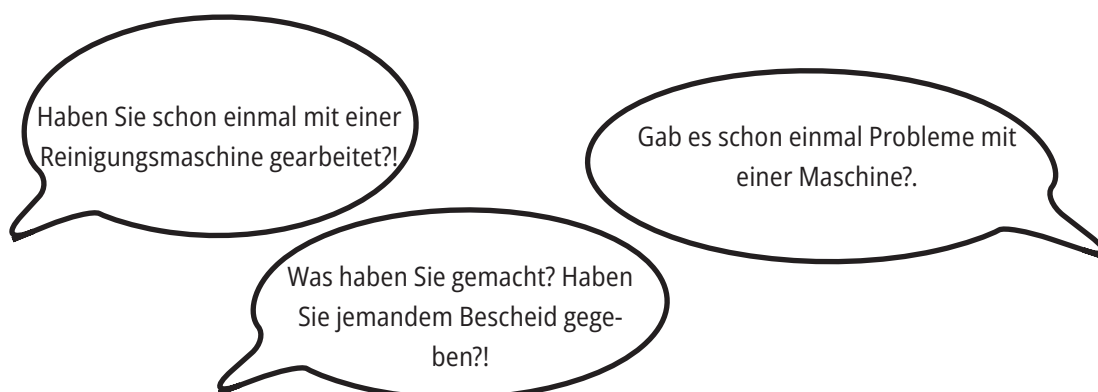 Haben Sie schon einmal mit einer
Reinigungsmaschine gearbeitet?!
Gab es schon einmal Probleme mit
einer Maschine?.
Was haben Sie gemacht? Haben
Sie jemandem Bescheid gege-
ben?!